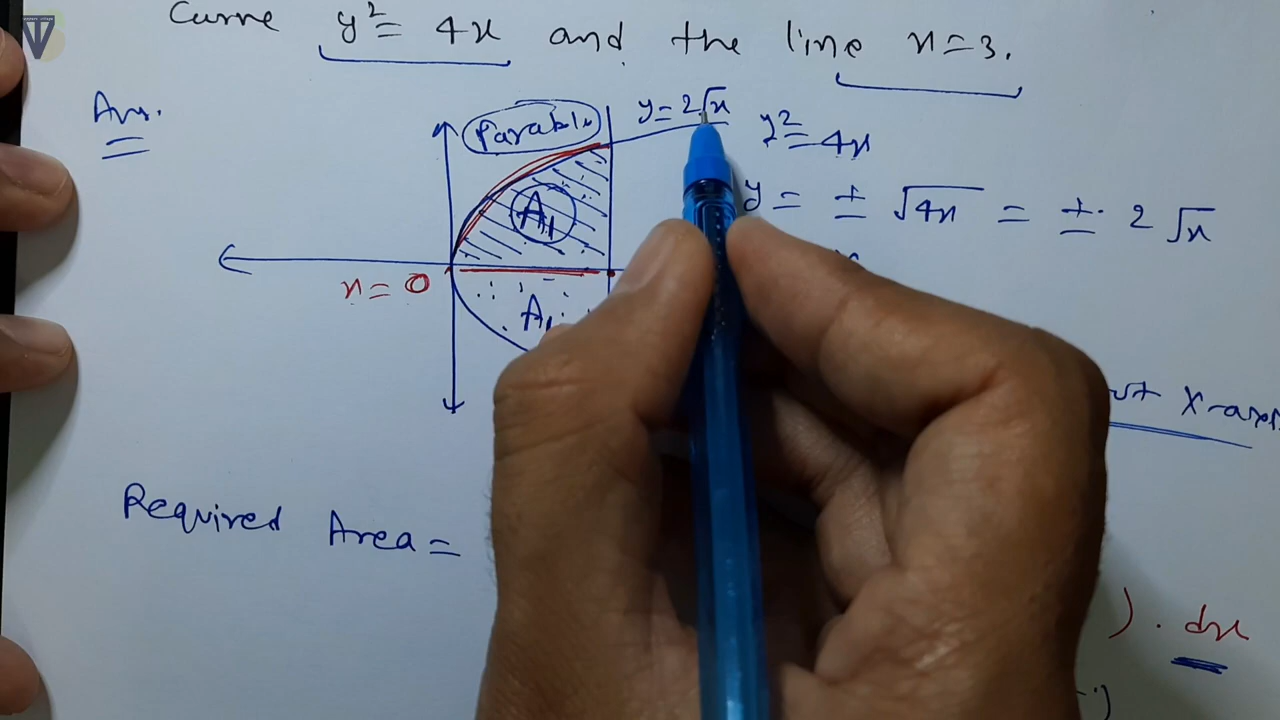 Curve y² = 4x and the line x=3.
Ans.
Parabla
y = 2√x
y² = 4x
y = ± √4x = ± 2 √x
A₁
x = 0
A₁
X-axis
Required Area =
) . dx